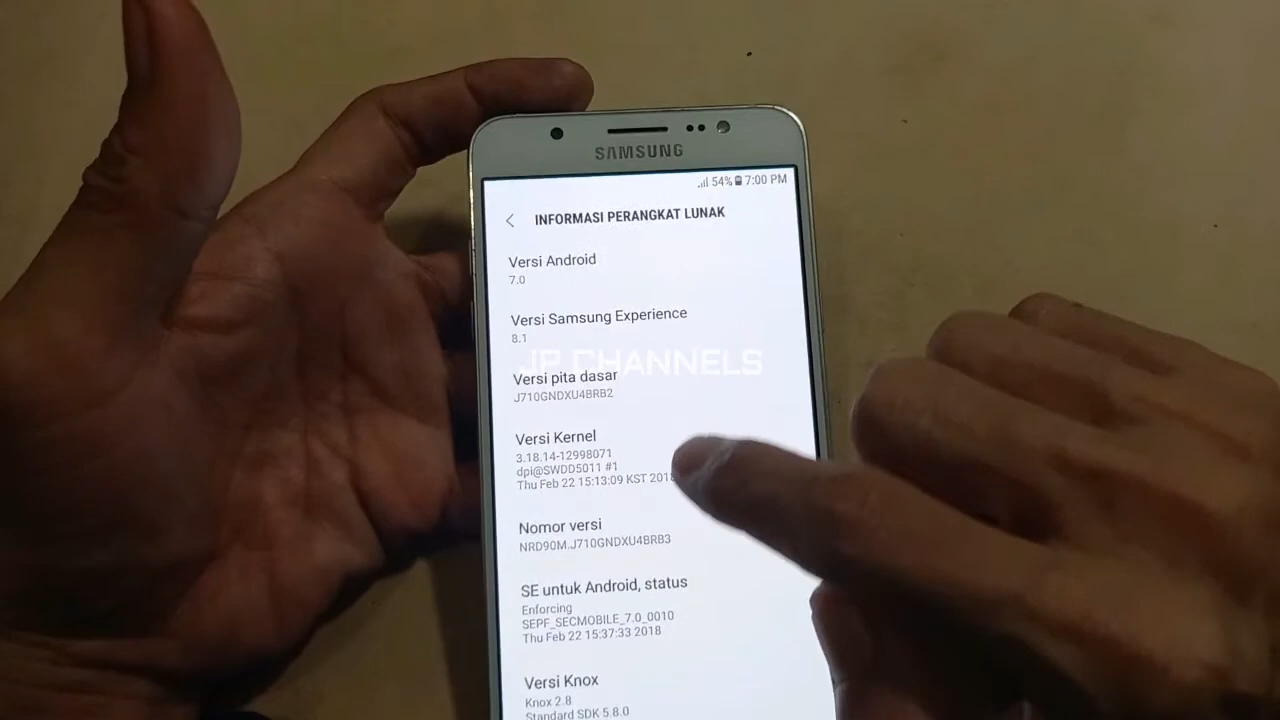 SAMSUNG
54% 7:00 PM
INFORMASI PERANGKAT LUNAK
Versi Android
7.0
Versi Samsung Experience
8.1
JP CHANNELS
Versi pita dasar
J710GNDXU4BRB2
Versi Kernel
3.18.14-12998071
dpi@SWDD5011 #1
Thu Feb 22 15:13:09 KST 2018
Nomor versi
NRD90M.J710GNDXU4BRB3
SE untuk Android, status
Enforcing
SEPF_SECMOBILE_7.0_0010
Thu Feb 22 15:37:33 2018
Versi Knox
Knox 2.8
Standard SDK 5.8.0